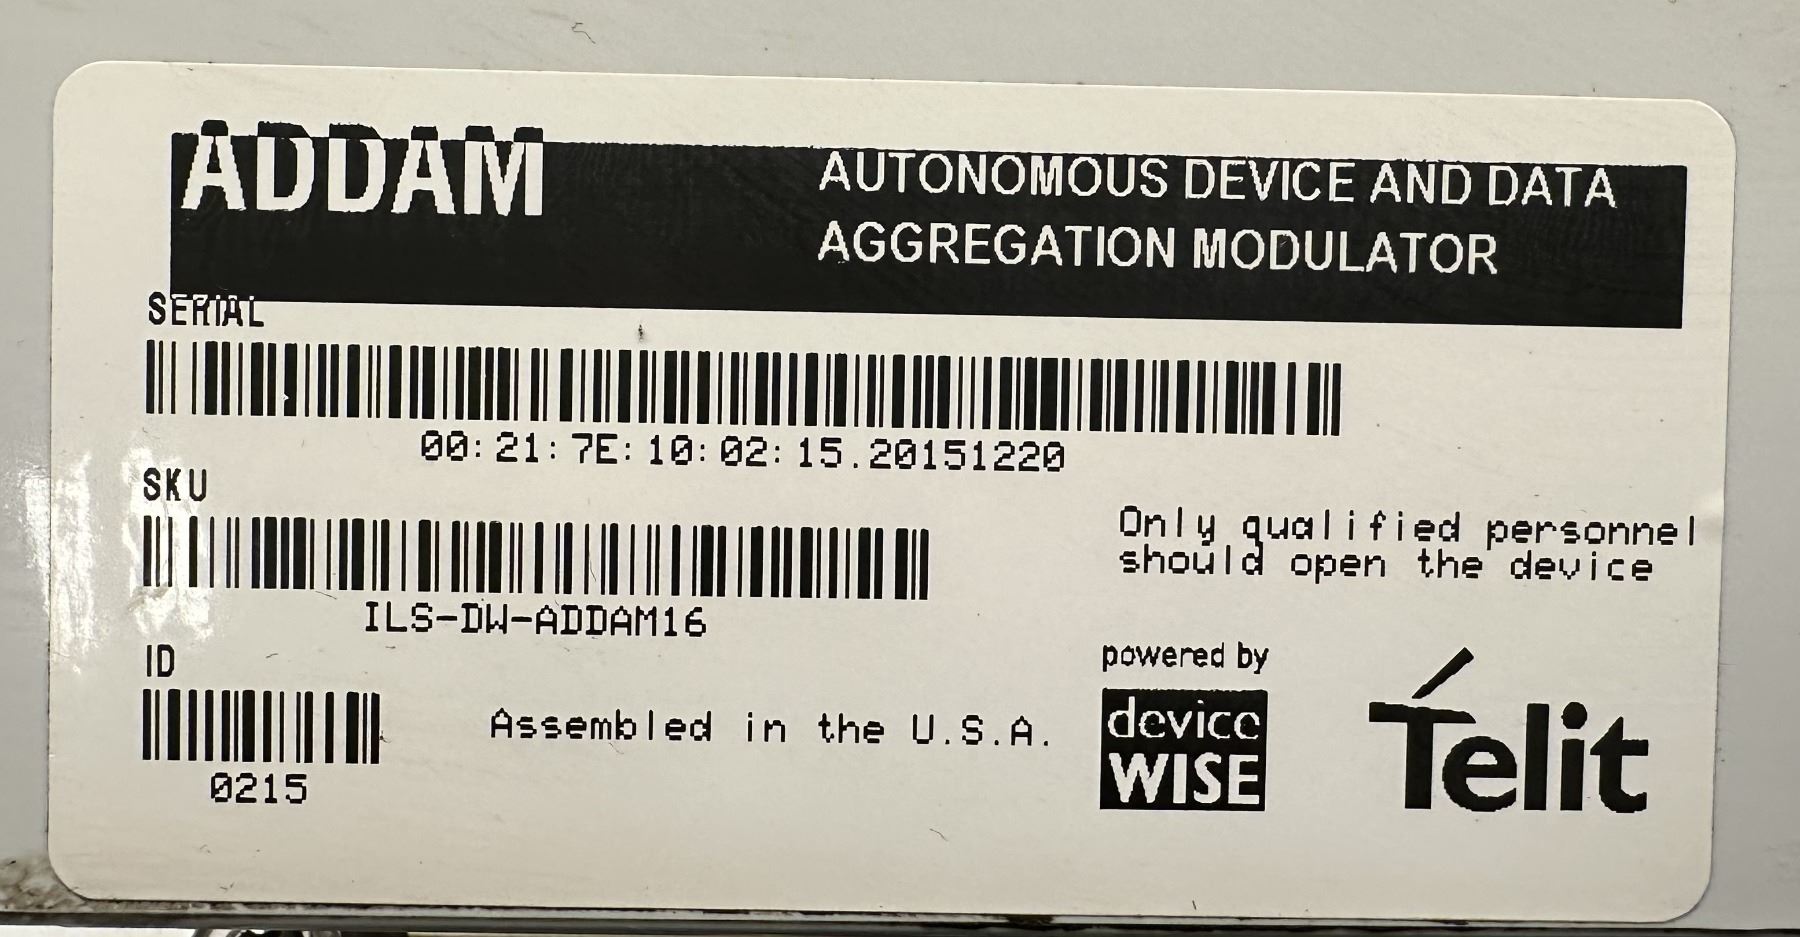 ADDAM
AUTONOMOUS DEVICE AND DATA
AGGREGATION MODULATOR
SERIAL
00:21:7E:10:02:15.20151220
SKU
ILS-DW-ADDAM16
Only qualified personnel
should open the device
ID
0215
Assembled in the U.S.A.
powered by
device
WISE
Telit